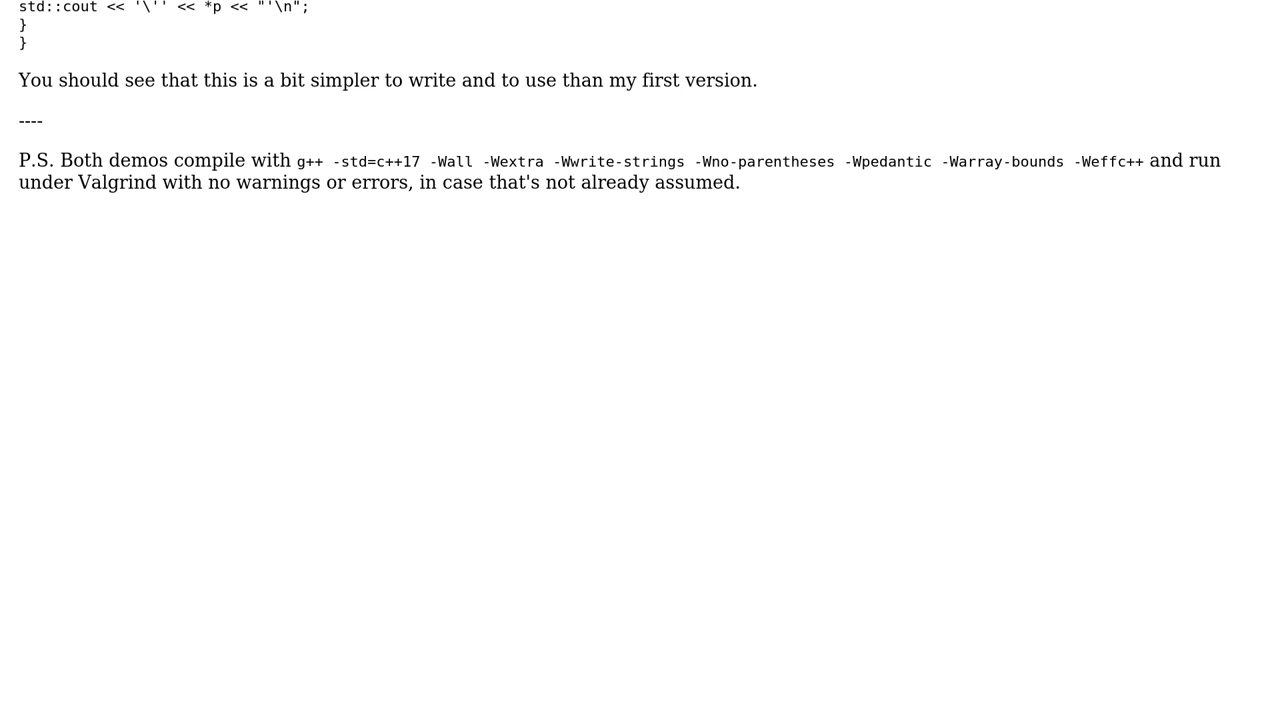 std::cout << '\'' << *p << "'\n";
}
}
You should see that this is a bit simpler to write and to use than my first version.
----
P.S. Both demos compile with g++ -std=c++17 -Wall -Wextra -Wwrite-strings -Wno-parentheses -Wpedantic -Warray-bounds -Weffc++ and run
under Valgrind with no warnings or errors, in case that's not already assumed.